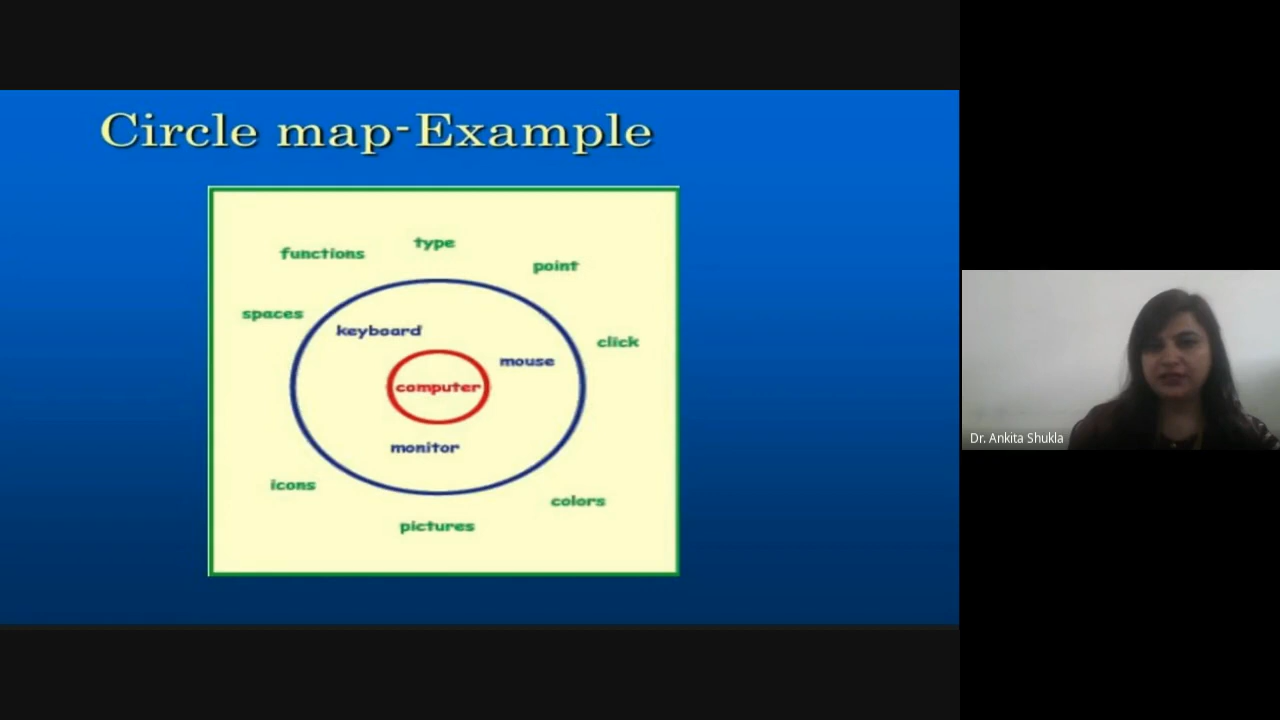 Circle map-Example
functions
type
point
spaces
keyboard
click
mouse
computer
monitor
icons
colors
pictures
Dr. Ankita Shukla